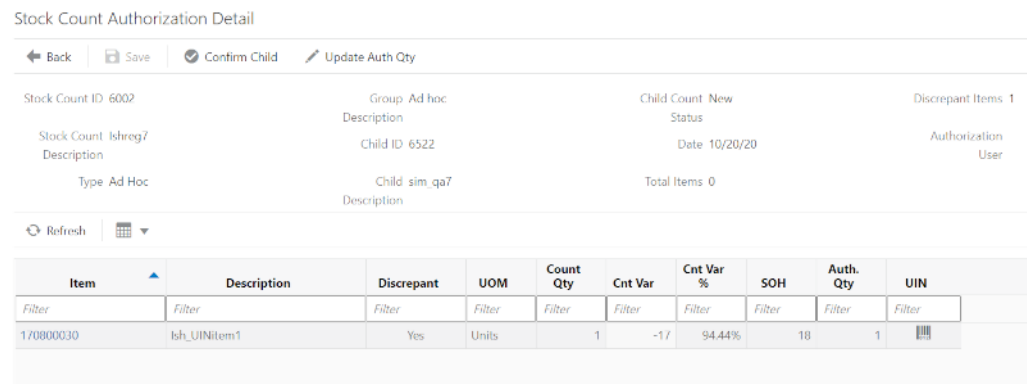 Stock Count Authorization Detail
Back Save Confirm Child Update Auth Qty
Stock Count ID 6002 Group Description Ad hoc Child Count Status New Discrepant Items 1
Stock Count Description Ishreg7 Child ID 6522 Date 10/20/20 Authorization User
Type Ad Hoc Child Description sim_qa7 Total Items 0
Refresh
Item Description Discrepant UOM Count Qty Cnt Var Cnt Var % SOH Auth. Qty UIN
Filter Filter Filter Filter Filter Filter Filter Filter Filter Filter
170800030 Ish_UINitem1 Yes Units 1 -17 94.44% 18 1